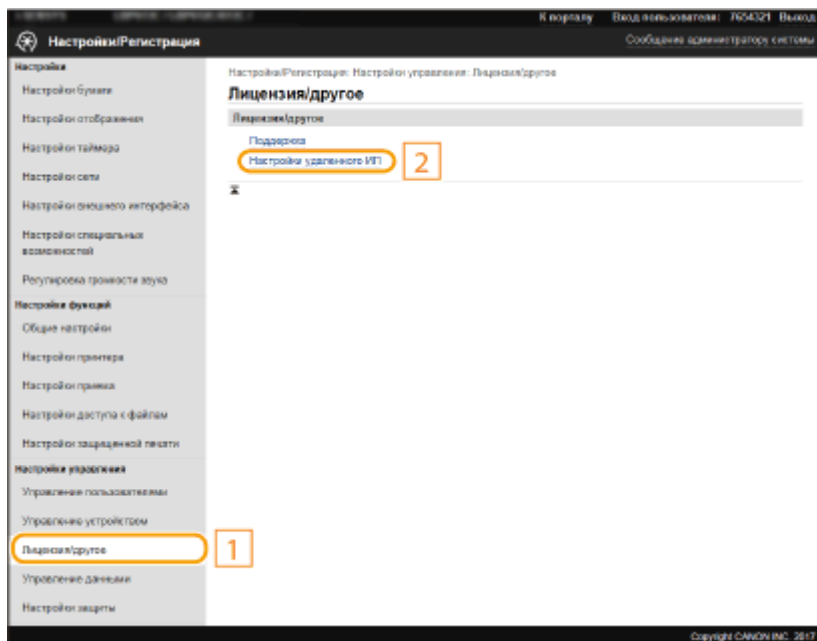 К порталу Вход пользователя: 7654321 Выход
Настройки/Регистрация
Сообщение администратору системы
Настройки
Настройки бумаги
Настройки отображения
Настройки таймера
Настройки сети
Настройки внешнего интерфейса
Настройки специальных
возможностей
Регулировка громкости звука
Настройки функций
Общие настройки
Настройки принтера
Настройки приема
Настройки доступа к файлам
Настройки защищенной печати
Настройки управления
Управление пользователями
Управление устройством
Лицензия/другое
1
Управление данными
Настройки защиты
Настройки/Регистрация: Настройки управления: Лицензия/другое
Лицензия/другое
Лицензия/другое
Поддержка
Настройки удаленного ИП
2
Copyright CANON INC. 2017